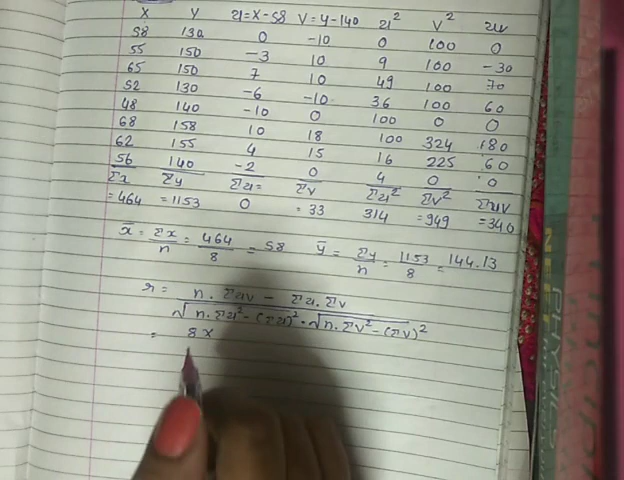 x y u=x-58 v=y-140 u² v² uv
58 130 0 -10 0 100 0
55 150 -3 10 9 100 -30
65 150 7 10 49 100 70
52 130 -6 -10 36 100 60
48 140 -10 0 100 0 0
68 158 10 18 100 324 180
62 155 4 15 16 225 60
56 140 -2 0 4 0 0
Σx Σy Σu= Σv Σu² Σv² Σuv
=464 =1153 0 =33 314 =949 =340
x̄ = Σx/n = 464/8 = 58 ȳ = Σy/n = 1153/8 = 144.13
r = n·Σuv - Σu·Σv / √n·Σu²-(Σu)² · √n·Σv²-(Σv)²
= 8x
PHYSICS